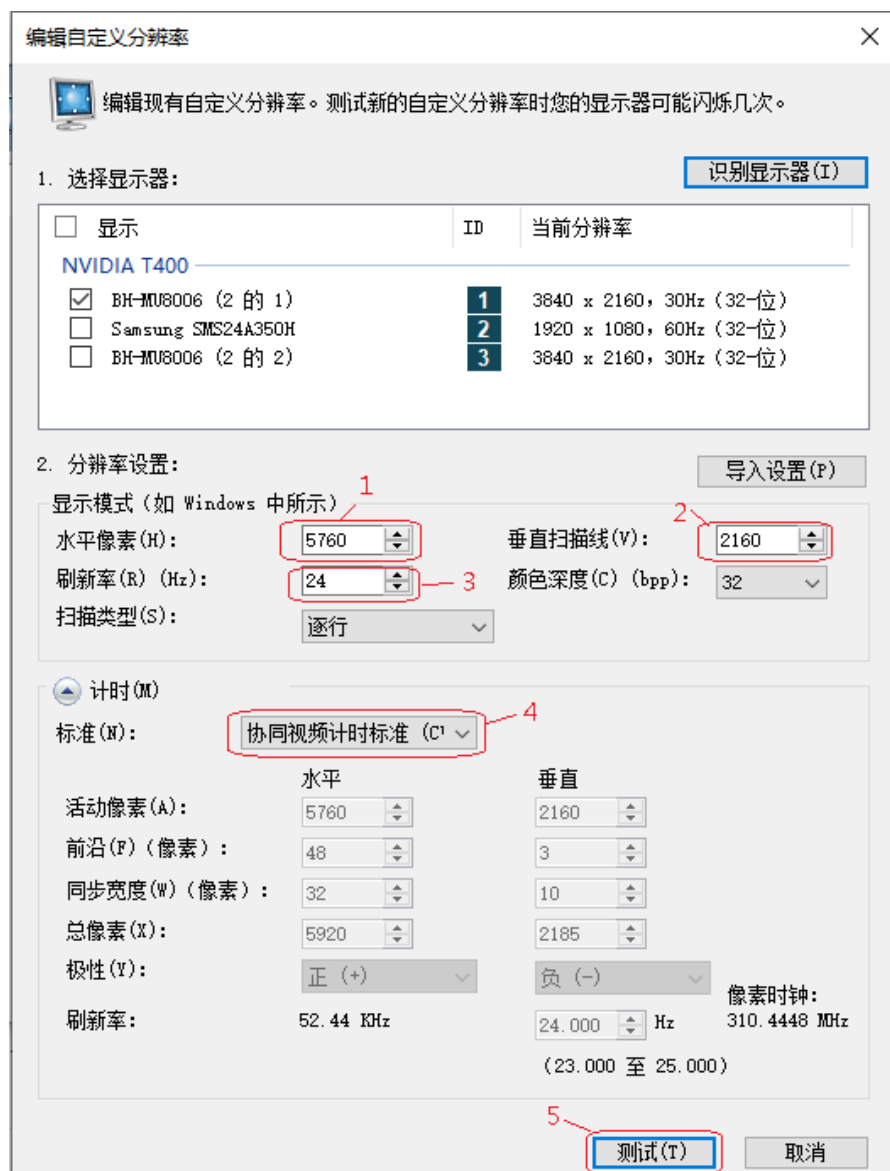 编辑自定义分辨率
编辑现有自定义分辨率。测试新的自定义分辨率时您的显示器可能闪烁几次。
1. 选择显示器:
识别显示器(I)
显示 ID 当前分辨率
NVIDIA T400
BH-MU8006 (2 的 1) 1 3840 x 2160, 30Hz (32-位)
Samsung SMS24A350H 2 1920 x 1080, 60Hz (32-位)
BH-MU8006 (2 的 2) 3 3840 x 2160, 30Hz (32-位)
2. 分辨率设置:
导入设置(P)
显示模式(如 Windows 中所示)
1
2
水平像素(H): 5760 垂直扫描线(V): 2160
刷新率(R) (Hz): 24 3 颜色深度(C) (bpp): 32
扫描类型(S): 逐行
计时(M)
标准(N): 协同视频计时标准 (CV 4
水平 垂直
活动像素(A): 5760 2160
前沿(F)(像素): 48 3
同步宽度(W)(像素): 32 10
总像素(X): 5920 2185
极性(Y): 正 (+) 负 (-)
像素时钟:
刷新率: 52.44 KHz 24.000 Hz 310.4448 MHz
(23.000 至 25.000)
5
测试(T) 取消